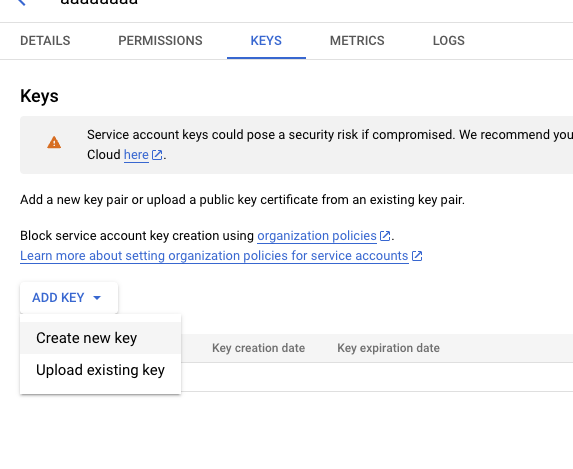 aaaaaaaa
DETAILS PERMISSIONS KEYS METRICS LOGS
Keys
Service account keys could pose a security risk if compromised. We recommend you
Cloud here.
Add a new key pair or upload a public key certificate from an existing key pair.
Block service account key creation using organization policies.
Learn more about setting organization policies for service accounts
ADD KEY
Create new key
Upload existing key
Key creation date Key expiration date